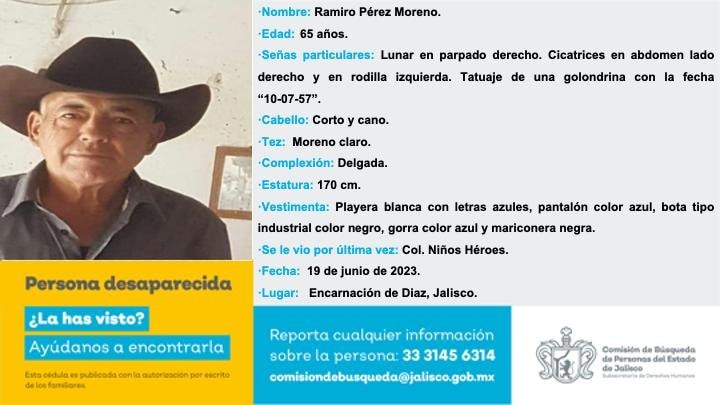 ·Nombre: Ramiro Pérez Moreno.
·Edad: 65 años.
·Señas particulares: Lunar en parpado derecho. Cicatrices en abdomen lado
derecho y en rodilla izquierda. Tatuaje de una golondrina con la fecha
“10-07-57”.
·Cabello: Corto y cano.
·Tez: Moreno claro.
·Complexión: Delgada.
·Estatura: 170 cm.
·Vestimenta: Playera blanca con letras azules, pantalón color azul, bota tipo
industrial color negro, gorra color azul y mariconera negra.
·Se le vio por última vez: Col. Niños Héroes.
·Fecha: 19 de junio de 2023.
·Lugar: Encarnación de Diaz, Jalisco.
Persona desaparecida
¿La has visto?
Ayúdanos a encontrarla
Esta cédula es publicada con la autorización por escrito
de los familiares.
Reporta cualquier información
sobre la persona: 33 3145 6314
comisiondebusqueda@jalisco.gob.mx
Comisión de Búsqueda
de Personas del Estado
de Jalisco
Subsecretaría de Derechos Humanos